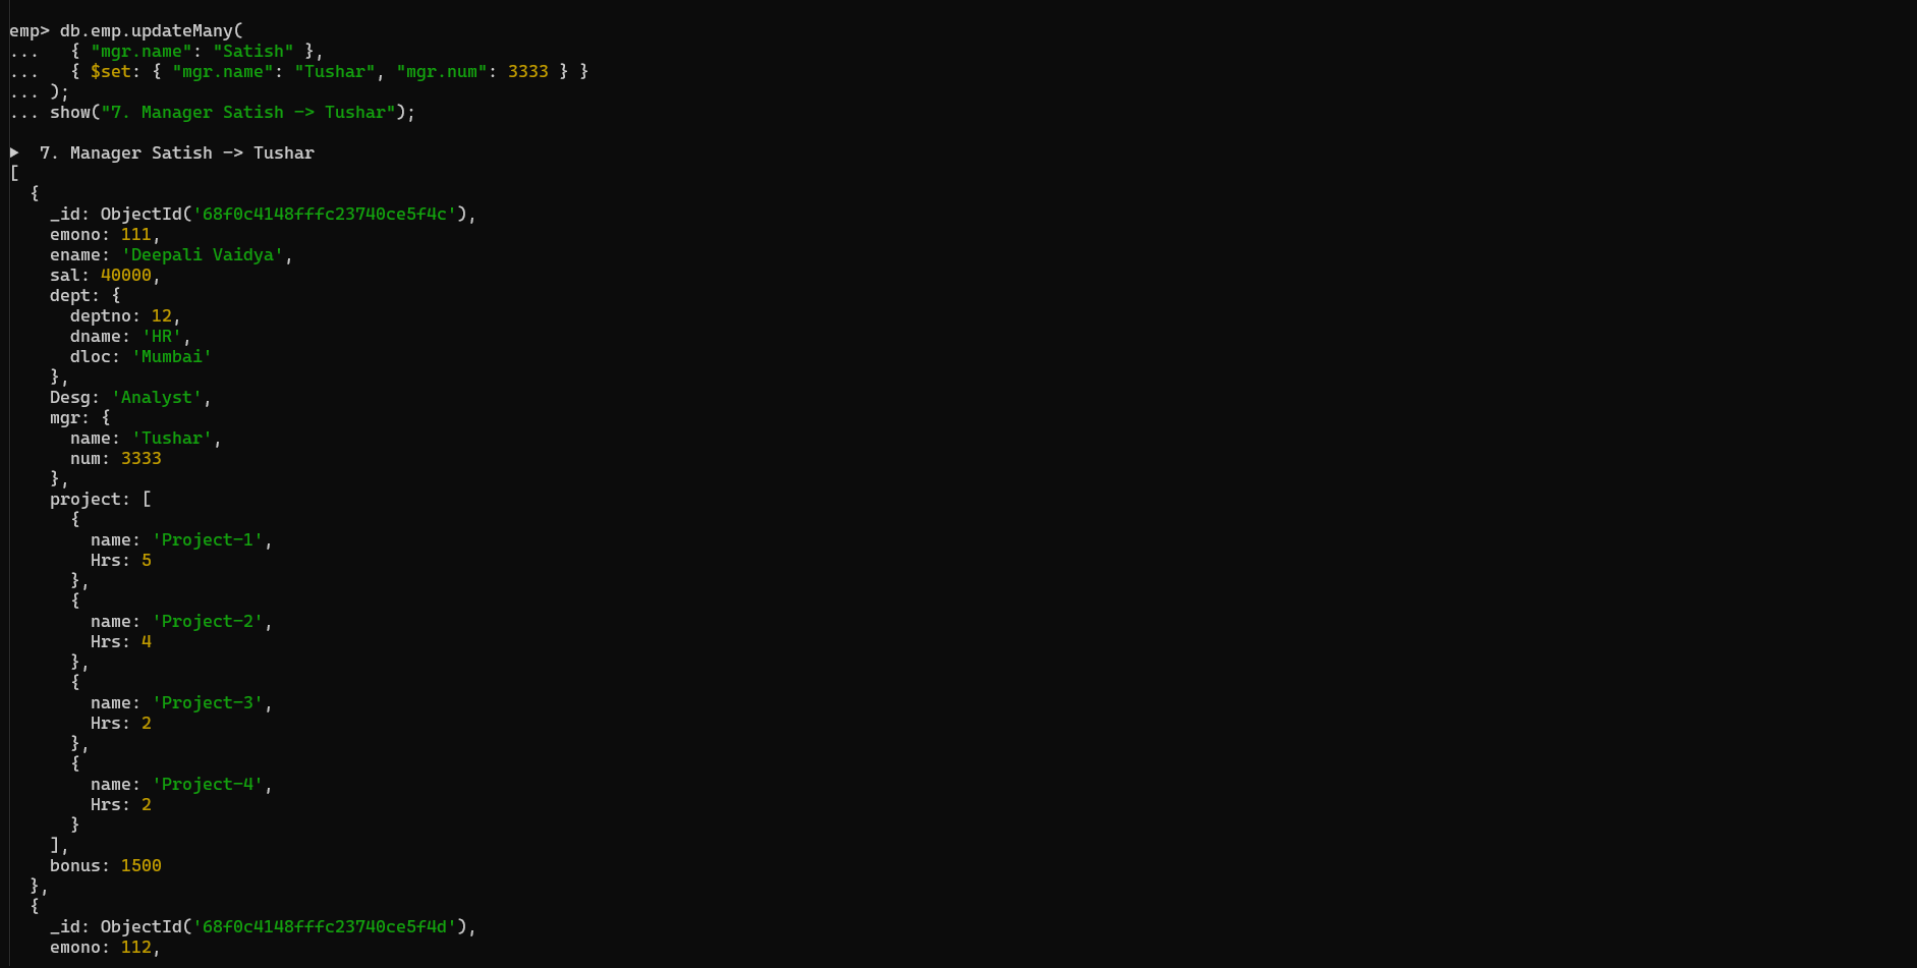 emp> db.emp.updateMany(
...   { "mgr.name": "Satish" },
...   { $set: { "mgr.name": "Tushar", "mgr.num": 3333 } }
... );
... show("7. Manager Satish -> Tushar");
▶  7. Manager Satish -> Tushar
[
  {
    _id: ObjectId('68f0c4148fffc23740ce5f4c'),
    emono: 111,
    ename: 'Deepali Vaidya',
    sal: 40000,
    dept: {
      deptno: 12,
      dname: 'HR',
      dloc: 'Mumbai'
    },
    Desg: 'Analyst',
    mgr: {
      name: 'Tushar',
      num: 3333
    },
    project: [
      {
        name: 'Project-1',
        Hrs: 5
      },
      {
        name: 'Project-2',
        Hrs: 4
      },
      {
        name: 'Project-3',
        Hrs: 2
      },
      {
        name: 'Project-4',
        Hrs: 2
      }
    ],
    bonus: 1500
  },
  {
    _id: ObjectId('68f0c4148fffc23740ce5f4d'),
    emono: 112,